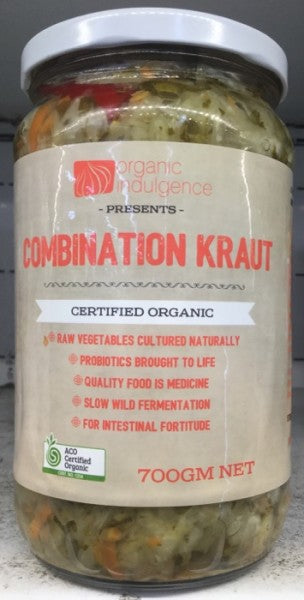 organic
indulgence
- PRESENTS -
COMBINATION KRAUT
CERTIFIED ORGANIC
RAW VEGETABLES CULTURED NATURALLY
PROBIOTICS BROUGHT TO LIFE
QUALITY FOOD IS MEDICINE
SLOW WILD FERMENTATION
FOR INTESTINAL FORTITUDE
ACO
Certified
Organic
700GM NET